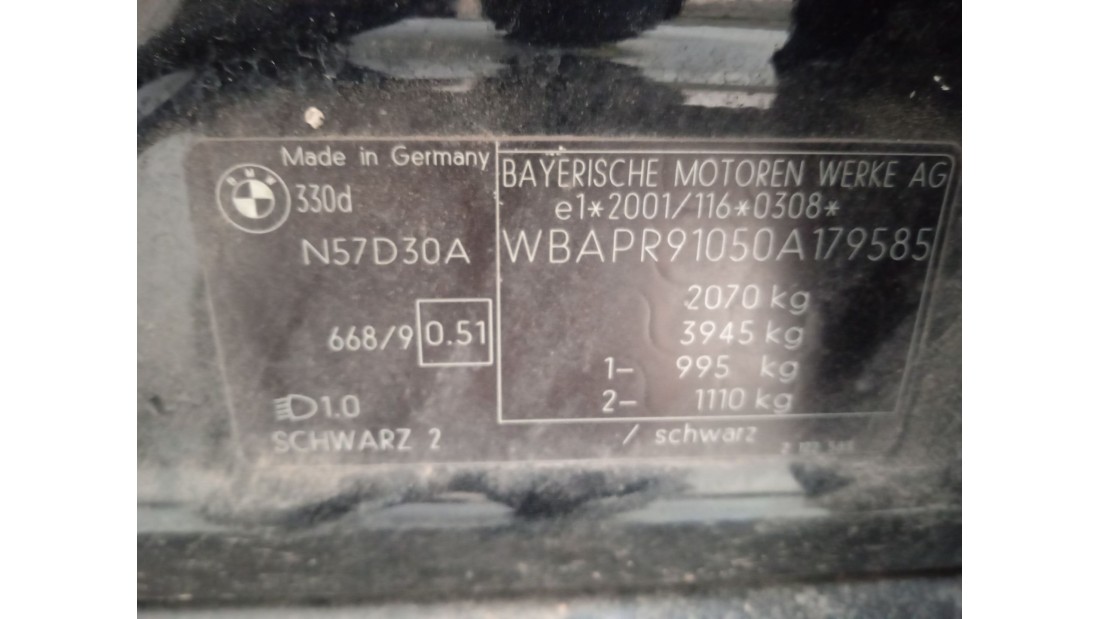 Made in Germany
BMW
330d
N57D30A
668/9 0.51
1.0
SCHWARZ 2
BAYERISCHE MOTOREN WERKE AG
e1*2001/116*0308*
WBAPR91050A179585
2070 kg
3945 kg
1- 995 kg
2- 1110 kg
/ schwarz